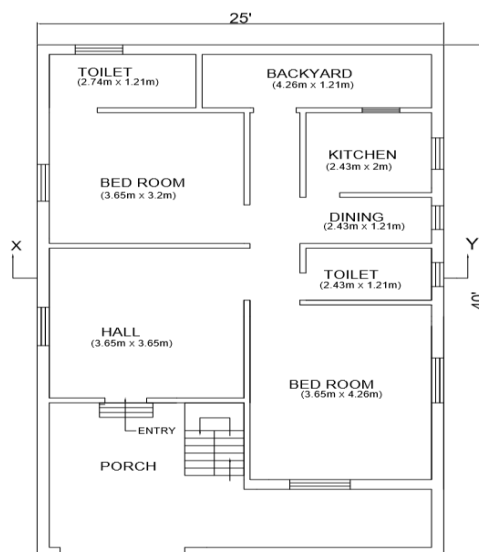 25'
TOILET
(2.74m x 1.21m)
BACKYARD
(4.26m x 1.21m)
KITCHEN
(2.43m x 2m)
BED ROOM
(3.65m x 3.2m)
DINING
(2.43m x 1.21m)
X
Y
TOILET
(2.43m x 1.21m)
40'
HALL
(3.65m x 3.65m)
BED ROOM
(3.65m x 4.26m)
ENTRY
PORCH